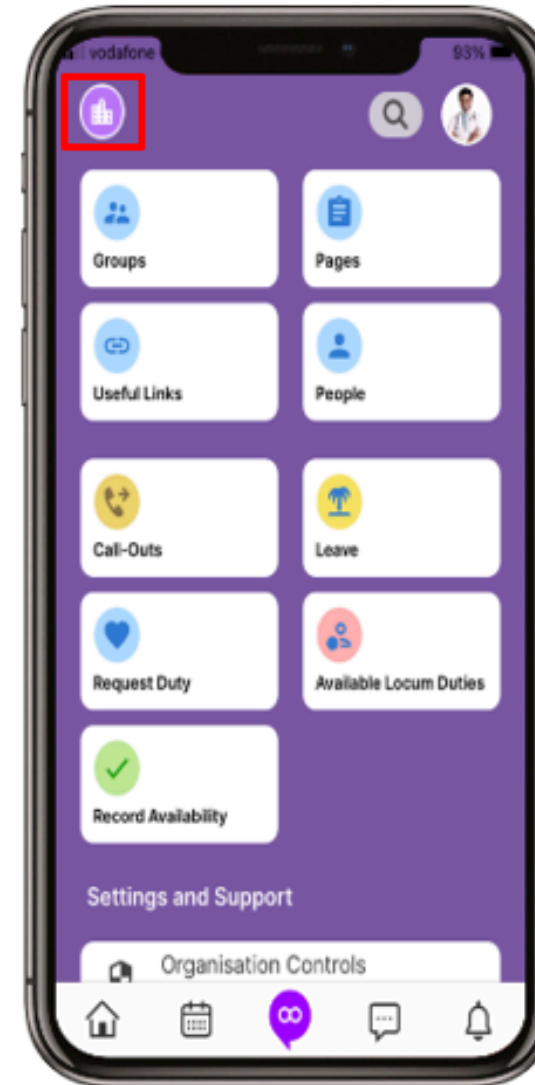 vodafone 93%
Groups Pages
Useful Links People
Call-Outs Leave
Request Duty Available Locum Duties
Record Availability
Settings and Support
Organisation Controls